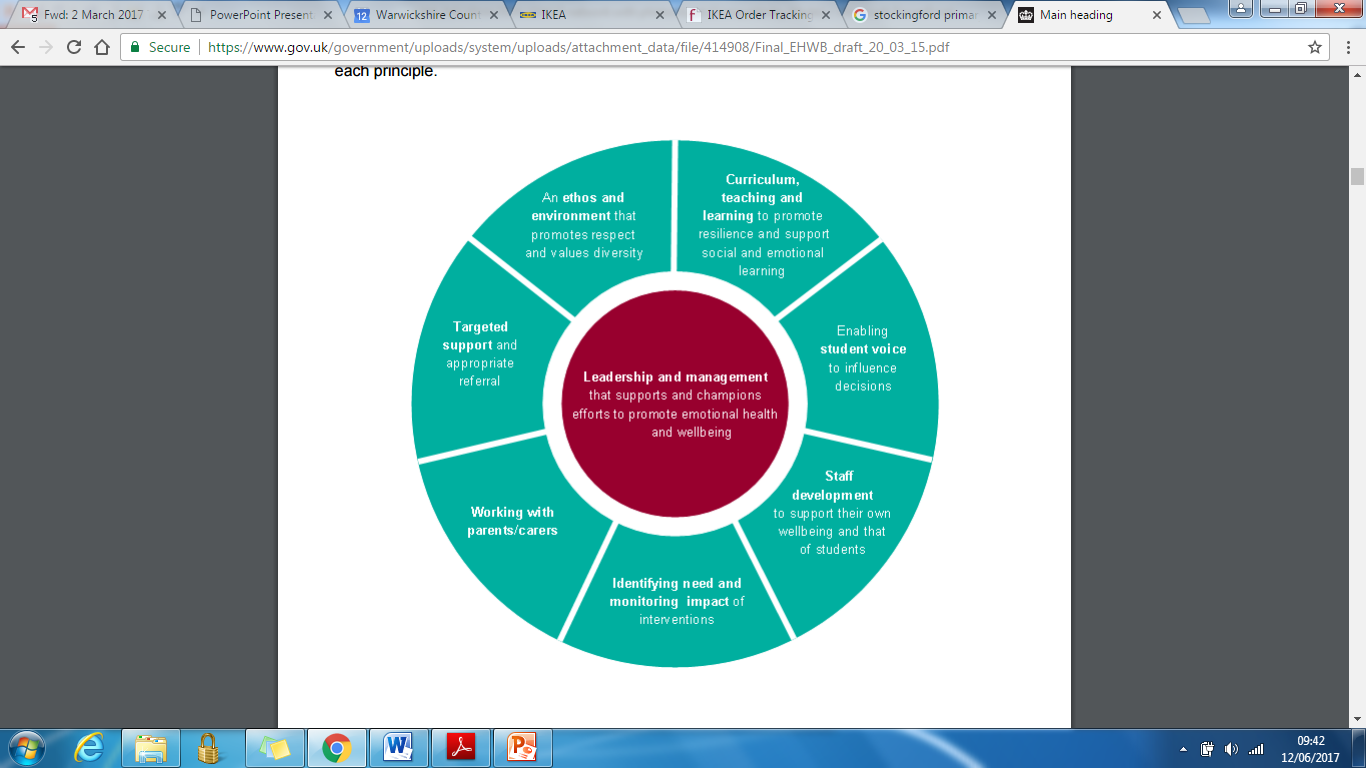 Fwd: 2 March 2017
PowerPoint Present
12 Warwickshire Coun
IKEA
IKEA Order Tracking
stockingford prima
Main heading
Secure https://www.gov.uk/government/uploads/system/uploads/attachment_data/file/414908/Final_EHWB_draft_20_03_15.pdf
each principle.
An ethos and
environment that
promotes respect
and values diversity
Curriculum,
teaching and
learning to promote
resilience and support
social and emotional
learning
Enabling
student voice
to influence
decisions
Staff
development
to support their own
wellbeing and that
of students
Identifying need and
monitoring impact of
interventions
Working with
parents/carers
Targeted
support and
appropriate
referral
Leadership and management
that supports and champions
efforts to promote emotional health
and wellbeing
09:42
12/06/2017